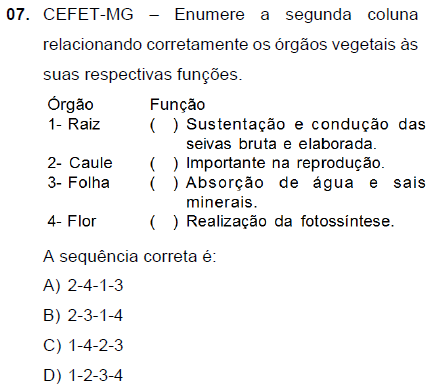 07. CEFET-MG – Enumere a segunda coluna
relacionando corretamente os órgãos vegetais às
suas respectivas funções.
Órgão Função
1- Raiz ( ) Sustentação e condução das
seivas bruta e elaborada.
2- Caule ( ) Importante na reprodução.
3- Folha ( ) Absorção de água e sais
minerais.
4- Flor ( ) Realização da fotossíntese.
A sequência correta é:
A) 2-4-1-3
B) 2-3-1-4
C) 1-4-2-3
D) 1-2-3-4